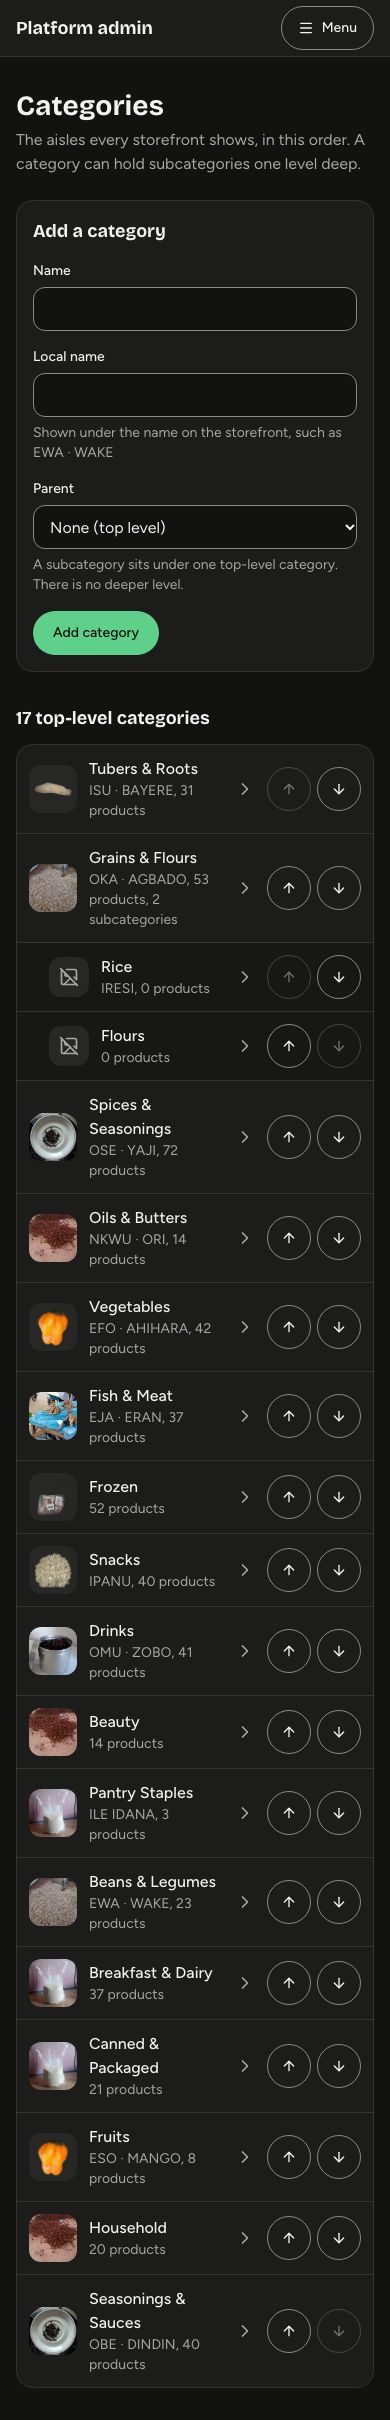 Platform admin
Menu
Categories
The aisles every storefront shows, in this order. A
category can hold subcategories one level deep.
Add a category
Name
Local name
Shown under the name on the storefront, such as
EWA · WAKE
Parent
None (top level)
A subcategory sits under one top-level category.
There is no deeper level.
Add category
17 top-level categories
Tubers & Roots
ISU · BAYERE, 31
products
Grains & Flours
OKA · AGBADO, 53
products, 2
subcategories
Rice
IRESI, 0 products
Flours
0 products
Spices &
Seasonings
OSE · YAJI, 72
products
Oils & Butters
NKWU · ORI, 14
products
Vegetables
EFO · AHIHARA, 42
products
Fish & Meat
EJA · ERAN, 37
products
Frozen
52 products
Snacks
IPANU, 40 products
Drinks
OMU · ZOBO, 41
products
Beauty
14 products
Pantry Staples
ILE IDANA, 3
products
Beans & Legumes
EWA · WAKE, 23
products
Breakfast & Dairy
37 products
Canned &
Packaged
21 products
Fruits
ESO · MANGO, 8
products
Household
20 products
Seasonings &
Sauces
OBE · DINDIN, 40
products